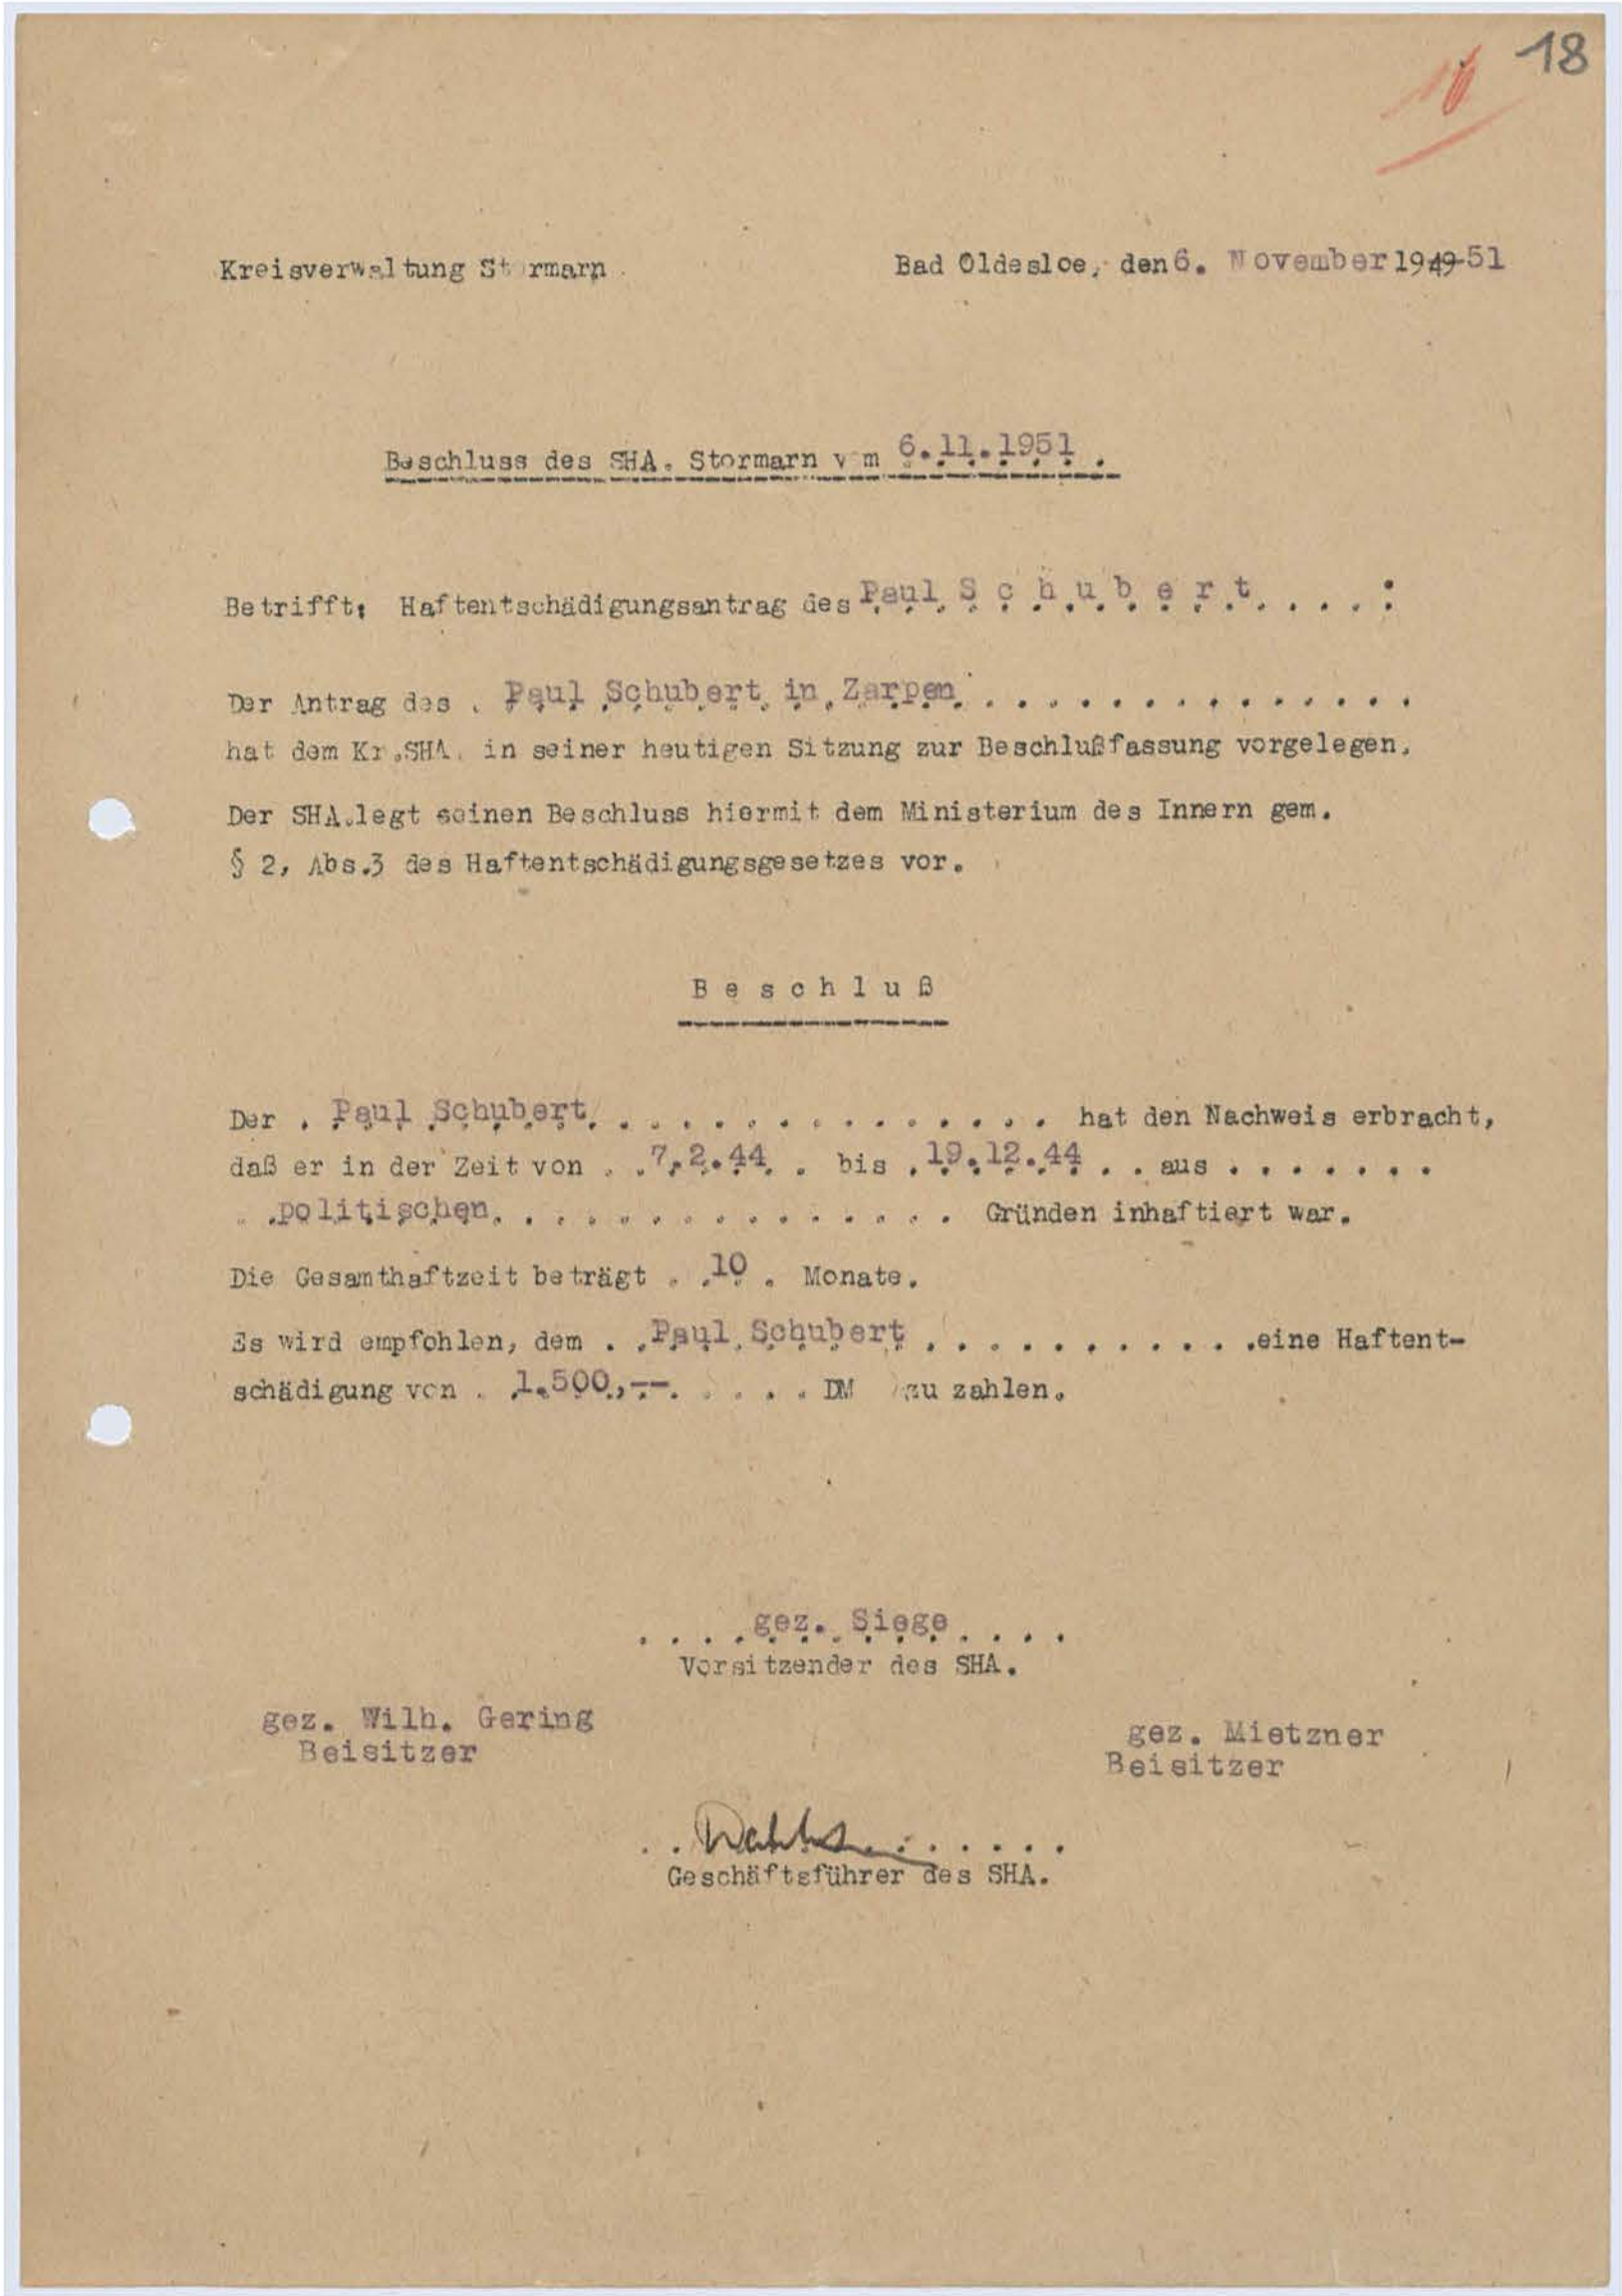 18
16
Kreisverwaltung Stormarn
Bad Oldesloe, den 6. November 1949 51
Beschluss des SHA. Stormarn vom 6.11.1951.
Betrifft: Haftentschädigungsantrag des Paul S c h u b e r t . . . . :
Der Antrag des . Paul Schubert in Zarpen . . . . . . . . . . . . . .
hat dem Kr.SHA. in seiner heutigen Sitzung zur Beschlußfassung vorgelegen.
Der SHA.legt seinen Beschluss hiermit dem Ministerium des Innern gem.
§ 2, Abs.3 des Haftentschädigungsgesetzes vor.
B e s c h l u ß
Der . Paul Schubert. . . . . . . . . . . . . . . hat den Nachweis erbracht,
daß er in der Zeit von . . 7.2.44. . bis . 19.12.44 . . aus . . . . . . .
. . politischen. . . . . . . . . . . . . . . Gründen inhaftiert war.
Die Gesamthaftzeit beträgt . . 10 . Monate.
Es wird empfohlen, dem . . Paul Schubert . . . . . . . . . . .eine Haftent-
schädigung von . 1.500,--. . . . . DM zu zahlen.
. . . . gez. Siege . . . .
Vorsitzender des SHA.
gez. Wilh. Gering
Beisitzer
gez. Mietzner
Beisitzer
Geschäftsführer des SHA.